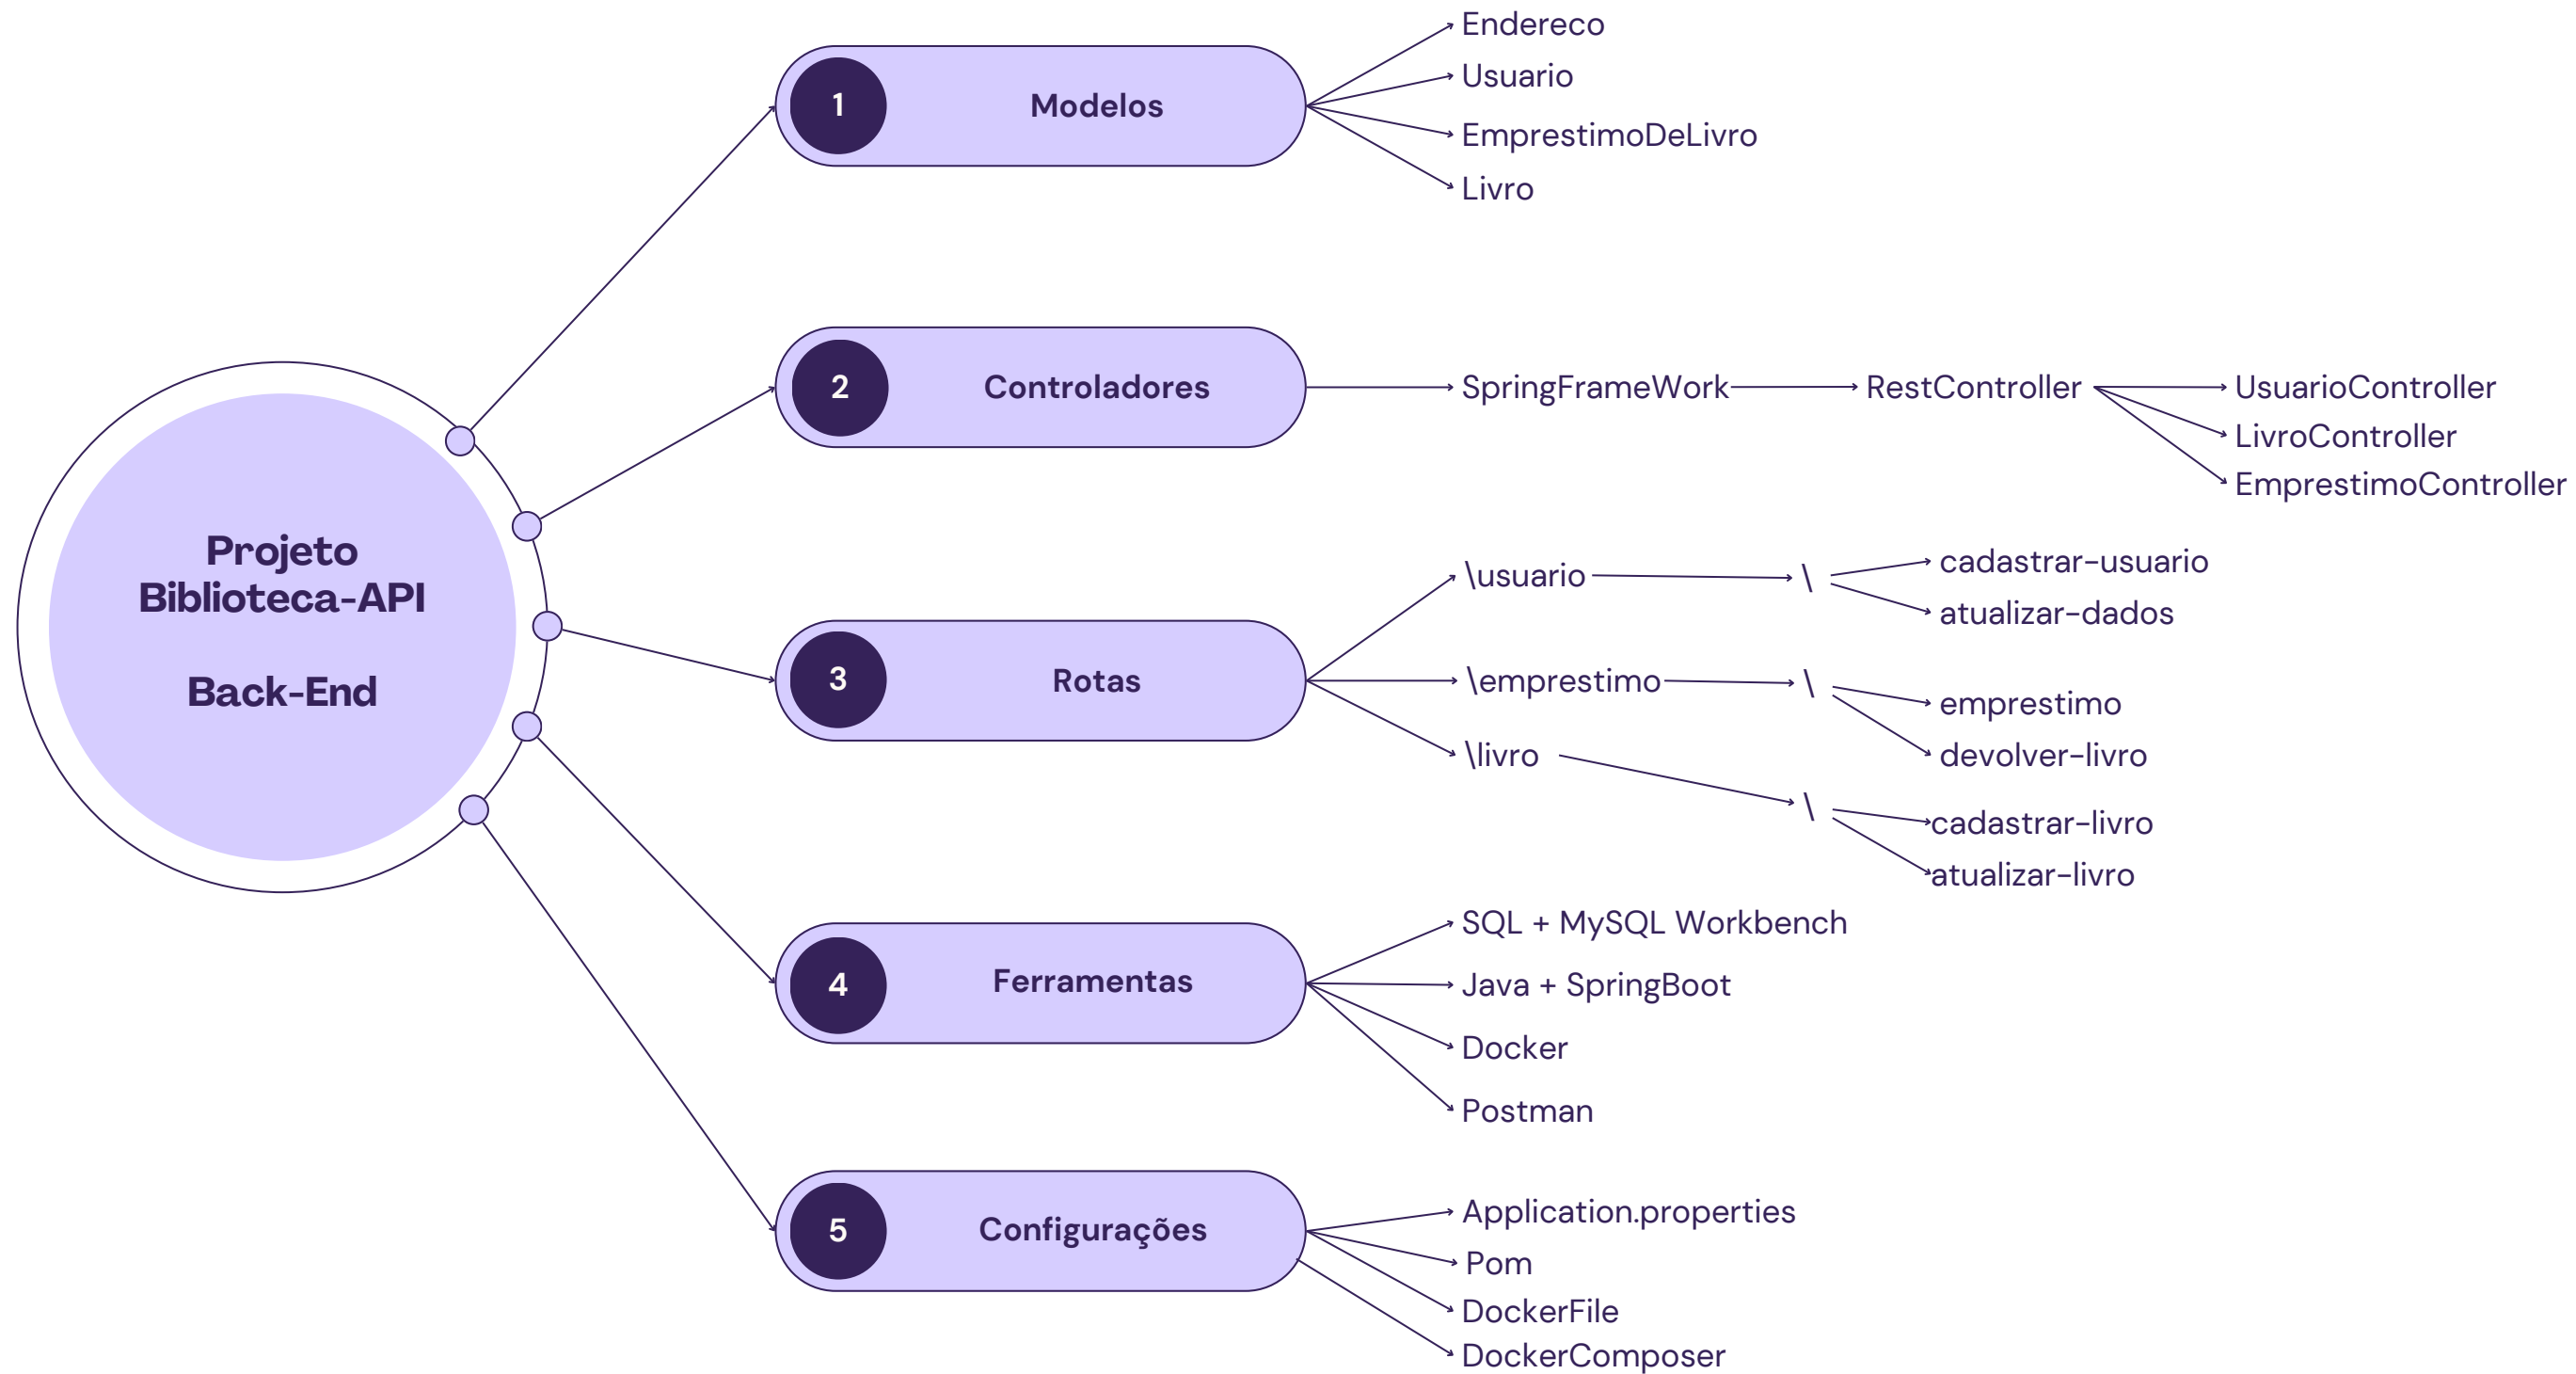 Projeto
Biblioteca-API
Back-End
1
Modelos
Endereco
Usuario
EmprestimoDeLivro
Livro
2
Controladores
SpringFrameWork
RestController
UsuarioController
LivroController
EmprestimoController
3
Rotas
\usuario
\
cadastrar-usuario
atualizar-dados
\emprestimo
\
emprestimo
devolver-livro
\livro
\
cadastrar-livro
atualizar-livro
4
Ferramentas
SQL + MySQL Workbench
Java + SpringBoot
Docker
Postman
5
Configurações
Application.properties
Pom
DockerFile
DockerComposer